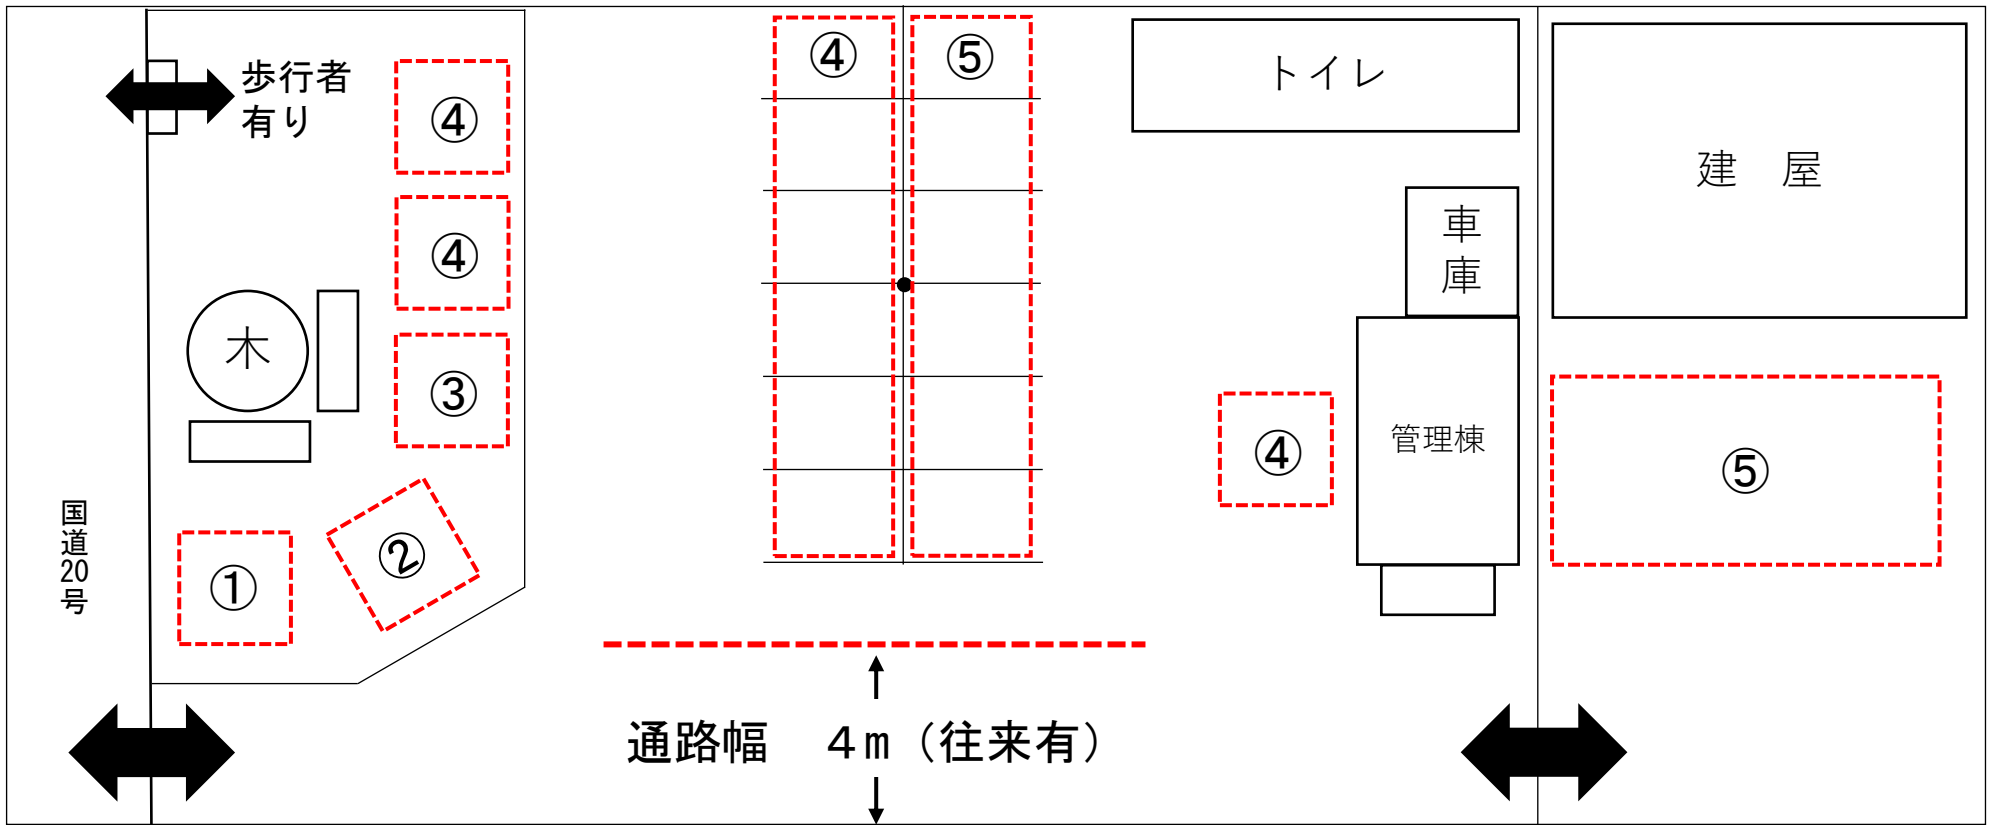 歩行者
有り
④
④
③
木
①
②
国道20号
④
⑤
トイレ
車庫
管理棟
④
建　屋
⑤
通路幅　４ｍ（往来有）